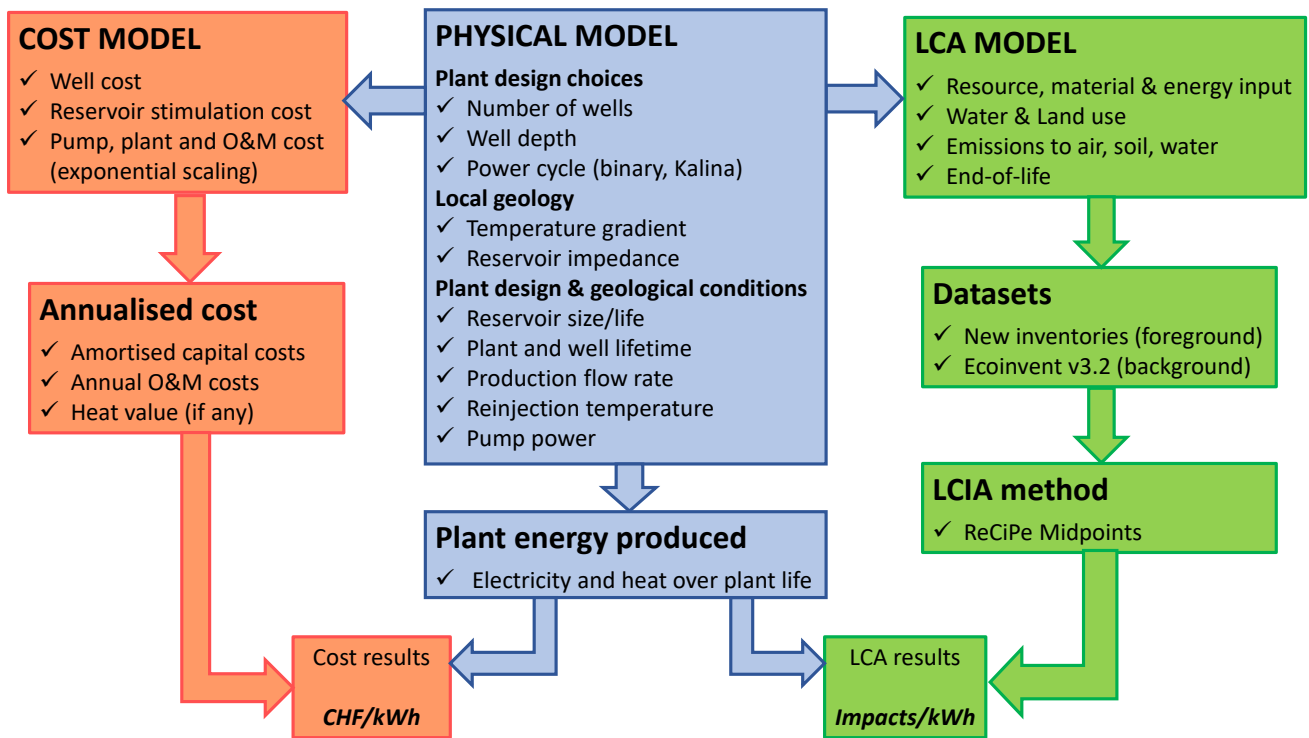 COST MODEL
✓ Well cost
✓ Reservoir stimulation cost
✓ Pump, plant and O&M cost
(exponential scaling)
Annualised cost
✓ Amortised capital costs
✓ Annual O&M costs
✓ Heat value (if any)
PHYSICAL MODEL
Plant design choices
✓ Number of wells
✓ Well depth
✓ Power cycle (binary, Kalina)
Local geology
✓ Temperature gradient
✓ Reservoir impedance
Plant design & geological conditions
✓ Reservoir size/life
✓ Plant and well lifetime
✓ Production flow rate
✓ Reinjection temperature
✓ Pump power
Plant energy produced
✓ Electricity and heat over plant life
LCA MODEL
✓ Resource, material & energy input
✓ Water & Land use
✓ Emissions to air, soil, water
✓ End-of-life
Datasets
✓ New inventories (foreground)
✓ Ecoinvent v3.2 (background)
LCIA method
✓ ReCiPe Midpoints
Cost results
CHF/kWh
LCA results
Impacts/kWh